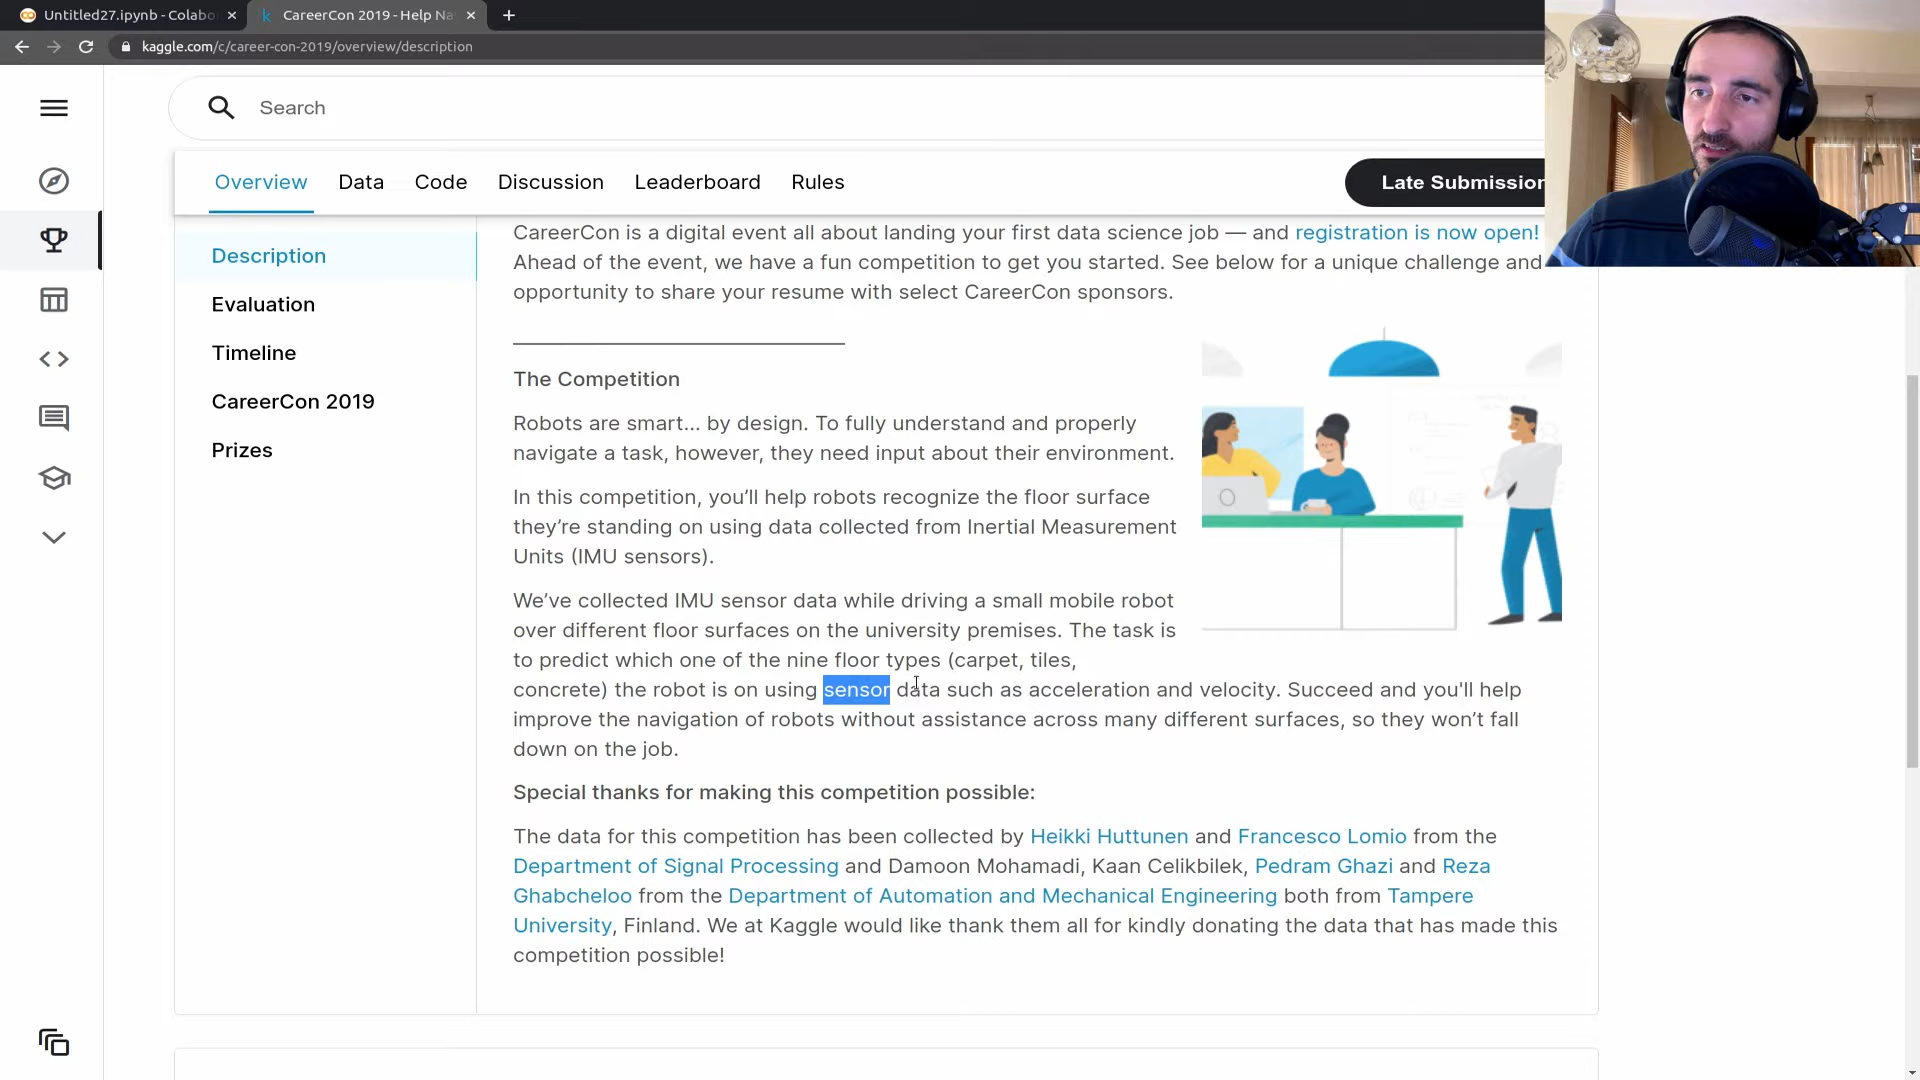 Untitled27.ipynb - Colabo
CareerCon 2019 - Help Na
kaggle.com/c/career-con-2019/overview/description
Search
Overview Data Code Discussion Leaderboard Rules
Late Submission
Description
Evaluation
Timeline
CareerCon 2019
Prizes
CareerCon is a digital event all about landing your first data science job — and registration is now open!
Ahead of the event, we have a fun competition to get you started. See below for a unique challenge and
opportunity to share your resume with select CareerCon sponsors.
The Competition
Robots are smart… by design. To fully understand and properly
navigate a task, however, they need input about their environment.
In this competition, you’ll help robots recognize the floor surface
they’re standing on using data collected from Inertial Measurement
Units (IMU sensors).
We’ve collected IMU sensor data while driving a small mobile robot
over different floor surfaces on the university premises. The task is
to predict which one of the nine floor types (carpet, tiles,
concrete) the robot is on using sensor data such as acceleration and velocity. Succeed and you'll help
improve the navigation of robots without assistance across many different surfaces, so they won’t fall
down on the job.
Special thanks for making this competition possible:
The data for this competition has been collected by Heikki Huttunen and Francesco Lomio from the
Department of Signal Processing and Damoon Mohamadi, Kaan Celikbilek, Pedram Ghazi and Reza
Ghabcheloo from the Department of Automation and Mechanical Engineering both from Tampere
University, Finland. We at Kaggle would like thank them all for kindly donating the data that has made this
competition possible!